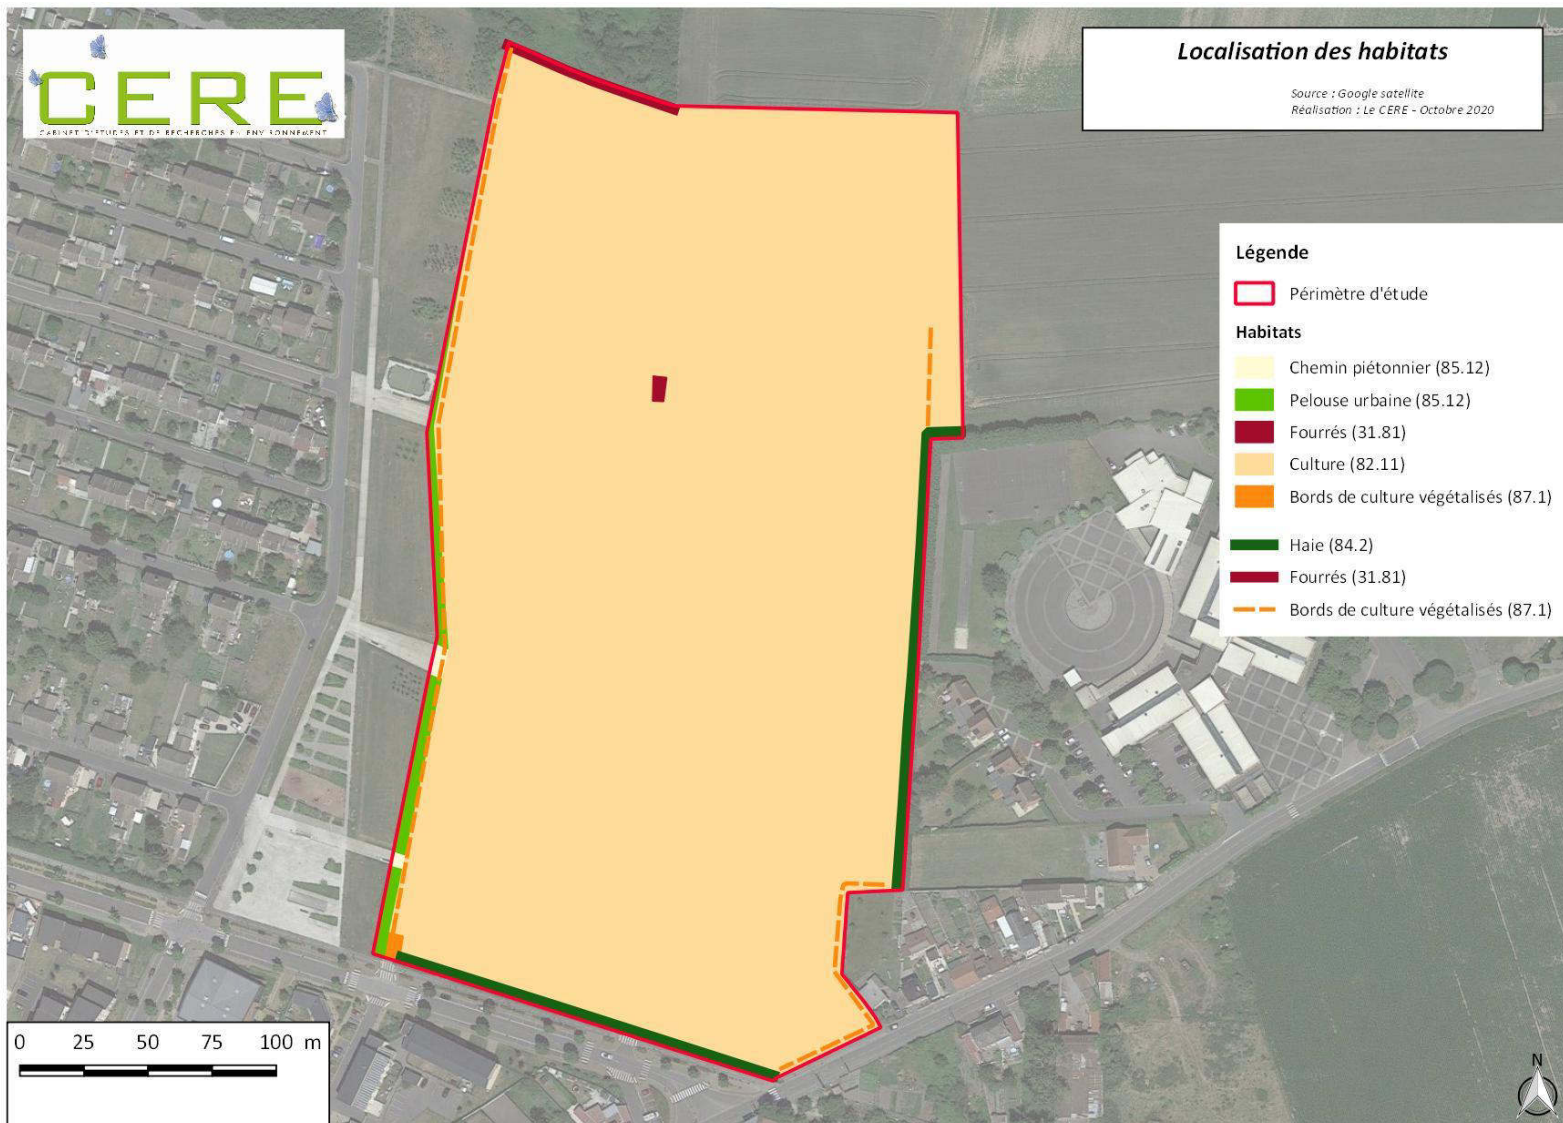 CERE
CABINET D'ETUDES ET DE RECHERCHES EN ENVIRONNEMENT
Localisation des habitats
Source : Google satellite
Réalisation : Le CERE - Octobre 2020
Légende
Périmètre d'étude
Habitats
Chemin piétonnier (85.12)
Pelouse urbaine (85.12)
Fourrés (31.81)
Culture (82.11)
Bords de culture végétalisés (87.1)
Haie (84.2)
Fourrés (31.81)
Bords de culture végétalisés (87.1)
0 25 50 75 100 m
N